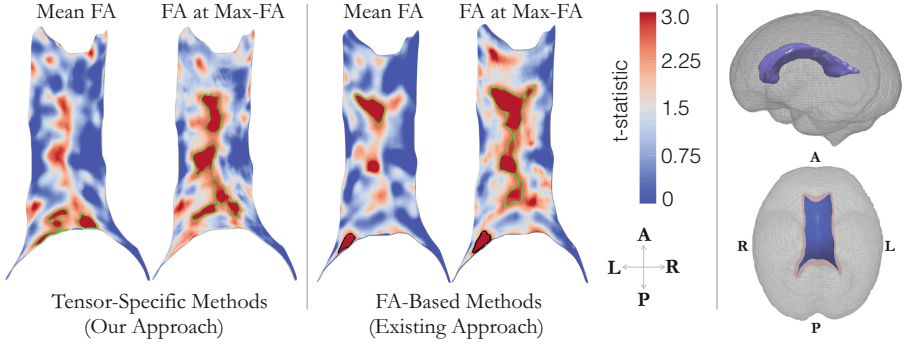 Mean FA
FA at Max-FA
Mean FA
FA at Max-FA
Tensor-Specific Methods
(Our Approach)
FA-Based Methods
(Existing Approach)
t-statistic
3.0
2.25
1.5
0.75
0
A
L
R
P
A
R
L
P